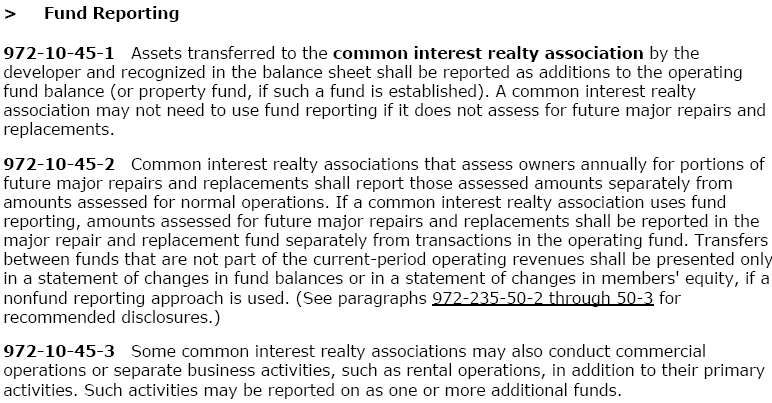 > Fund Reporting
972-10-45-1 Assets transferred to the common interest realty association by the
developer and recognized in the balance sheet shall be reported as additions to the operating
fund balance (or property fund, if such a fund is established). A common interest realty
association may not need to use fund reporting if it does not assess for future major repairs and
replacements.
972-10-45-2 Common interest realty associations that assess owners annually for portions of
future major repairs and replacements shall report those assessed amounts separately from
amounts assessed for normal operations. If a common interest realty association uses fund
reporting, amounts assessed for future major repairs and replacements shall be reported in the
major repair and replacement fund separately from transactions in the operating fund. Transfers
between funds that are not part of the current-period operating revenues shall be presented only
in a statement of changes in fund balances or in a statement of changes in members' equity, if a
nonfund reporting approach is used. (See paragraphs 972-235-50-2 through 50-3 for
recommended disclosures.)
972-10-45-3 Some common interest realty associations may also conduct commercial
operations or separate business activities, such as rental operations, in addition to their primary
activities. Such activities may be reported on as one or more additional funds.